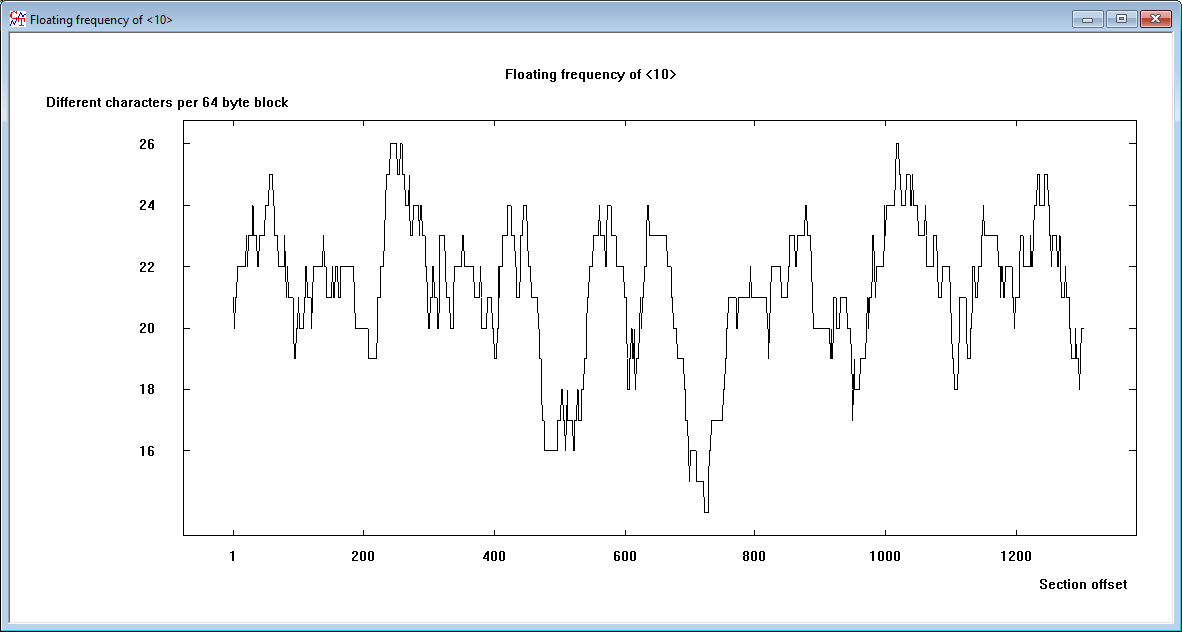 Floating frequency of <10>
Floating frequency of <10>
Different characters per 64 byte block
26
24
22
20
18
16
1 200 400 600 800 1000 1200
Section offset